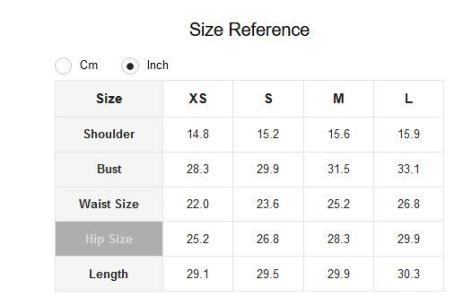 Size Reference
Cm Inch
Size XS S M L
Shoulder 14.8 15.2 15.6 15.9
Bust 28.3 29.9 31.5 33.1
Waist Size 22.0 23.6 25.2 26.8
Hip Size 25.2 26.8 28.3 29.9
Length 29.1 29.5 29.9 30.3